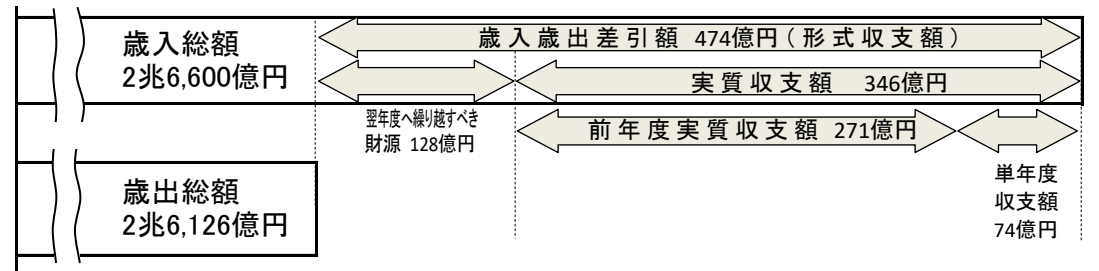 歳入総額
2兆6,600億円
歳入歳出差引額 474億円(形式収支額)
実質収支額 346億円
翌年度へ繰り越すべき
財源 128億円
前年度実質収支額 271億円
単年度
収支額
74億円
歳出総額
2兆6,126億円